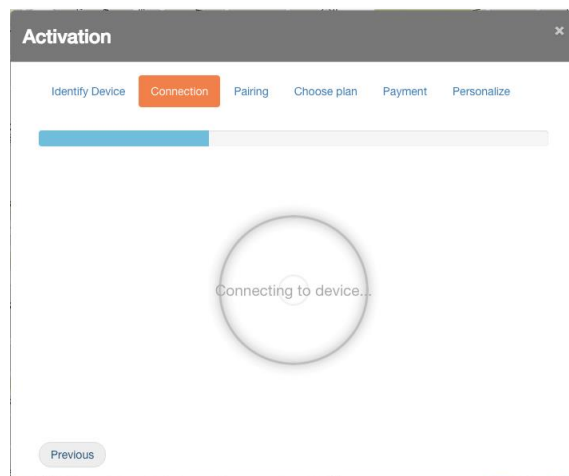 Activation
×
Identify Device Connection Pairing Choose plan Payment Personalize
Connecting to device...
Previous